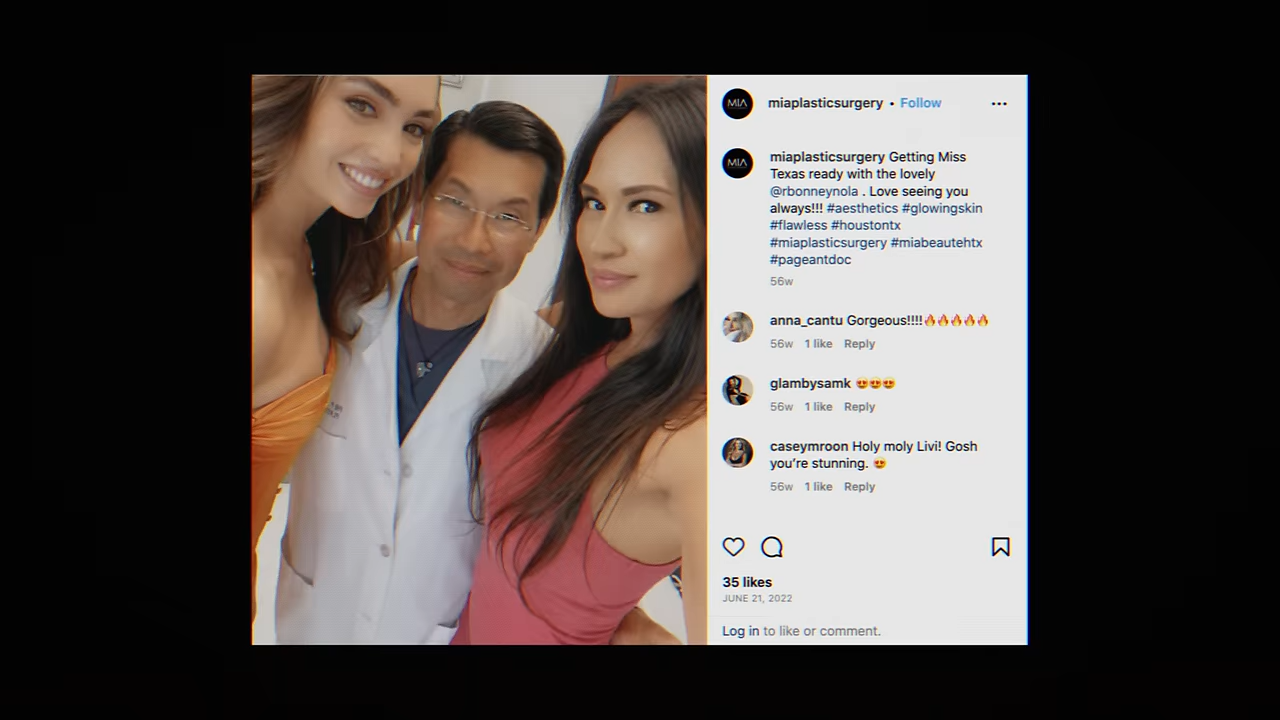 MIA
miaplasticsurgery • Follow
MIA
miaplasticsurgery Getting Miss
Texas ready with the lovely
@rbonneynola . Love seeing you
always!!! #aesthetics #glowingskin
#flawless #houstontx
#miaplasticsurgery #miabeautehtx
#pageantdoc
56w
anna_cantu Gorgeous!!!!🔥🔥🔥🔥🔥
56w 1 like Reply
glambysamk 😍😍😍
56w 1 like Reply
caseymroon Holy moly Livi! Gosh
you're stunning. 😍
56w 1 like Reply
35 likes
JUNE 21, 2022
Log in to like or comment.